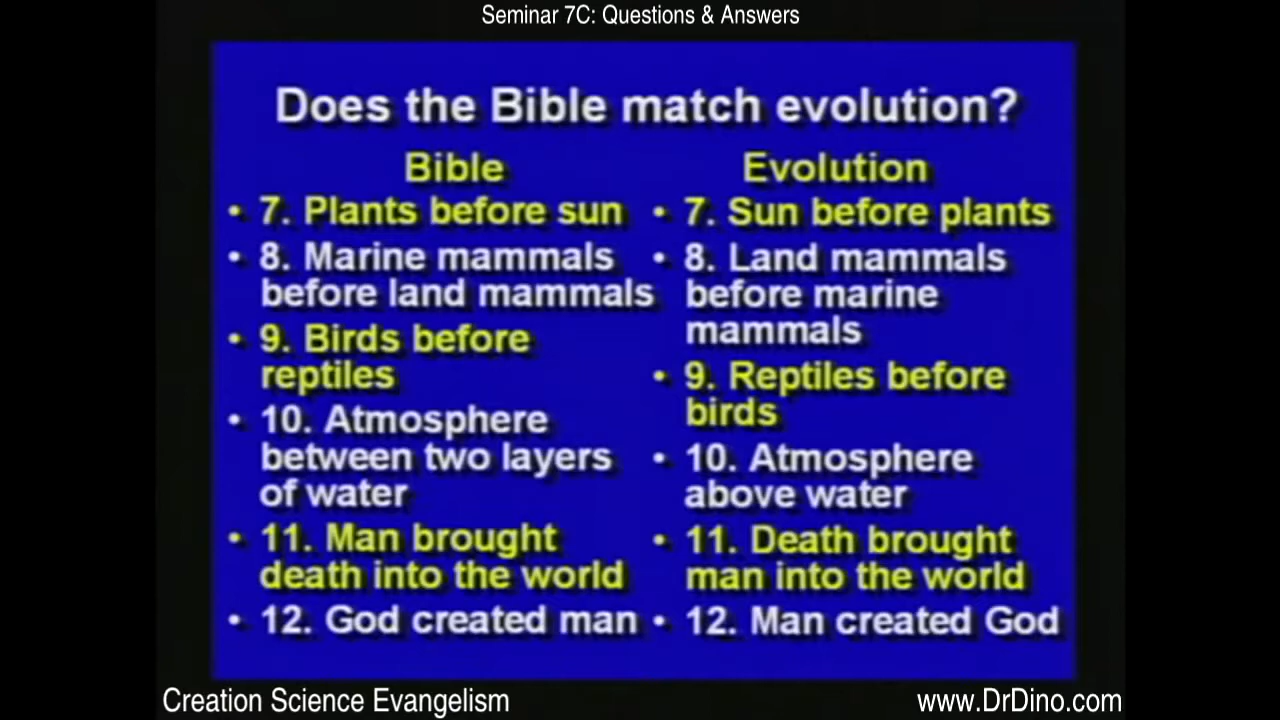 Seminar 7C: Questions & Answers
Does the Bible match evolution?
Bible
• 7. Plants before sun
• 8. Marine mammals
before land mammals
• 9. Birds before
reptiles
• 10. Atmosphere
between two layers
of water
• 11. Man brought
death into the world
• 12. God created man
Evolution
• 7. Sun before plants
• 8. Land mammals
before marine
mammals
• 9. Reptiles before
birds
• 10. Atmosphere
above water
• 11. Death brought
man into the world
• 12. Man created God
Creation Science Evangelism
www.DrDino.com